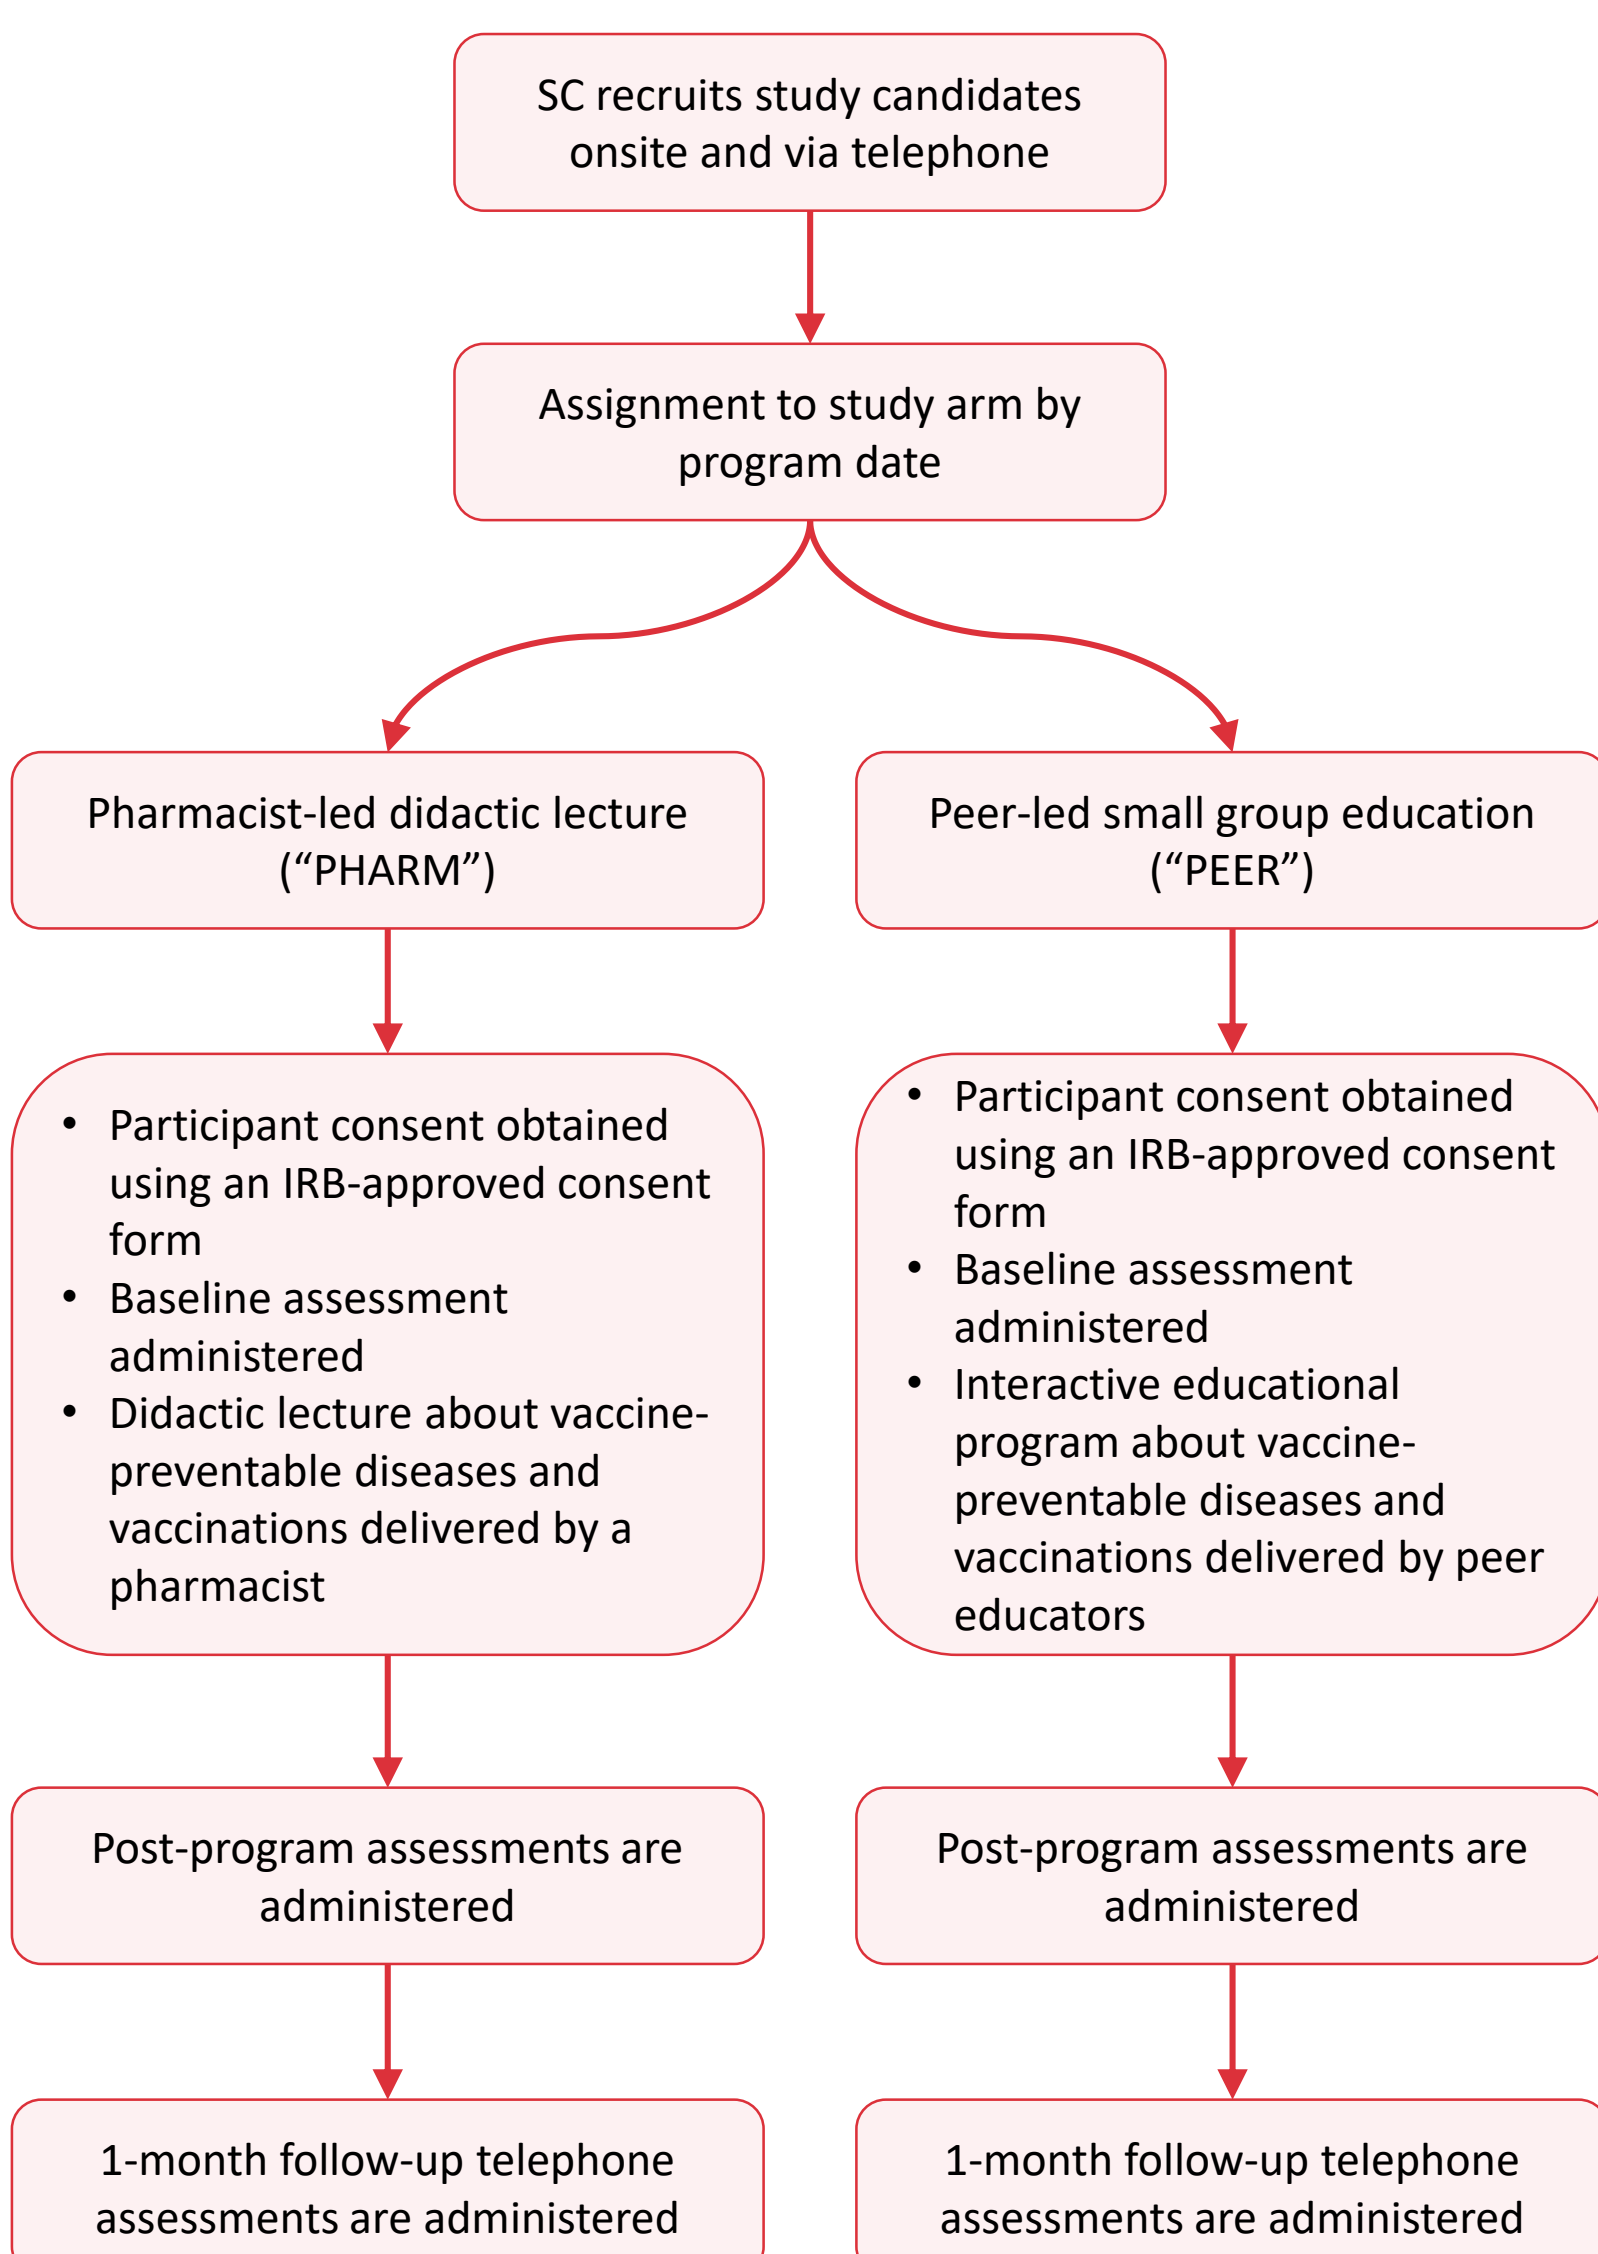 SC recruits study candidates
onsite and via telephone
Assignment to study arm by
program date
Pharmacist-led didactic lecture
(“PHARM”)
Peer-led small group education
(“PEER”)
• Participant consent obtained
using an IRB-approved consent
form
• Baseline assessment
administered
• Didactic lecture about vaccine-
preventable diseases and
vaccinations delivered by a
pharmacist
• Participant consent obtained
using an IRB-approved consent
form
• Baseline assessment
administered
• Interactive educational
program about vaccine-
preventable diseases and
vaccinations delivered by peer
educators
Post-program assessments are
administered
Post-program assessments are
administered
1-month follow-up telephone
assessments are administered
1-month follow-up telephone
assessments are administered